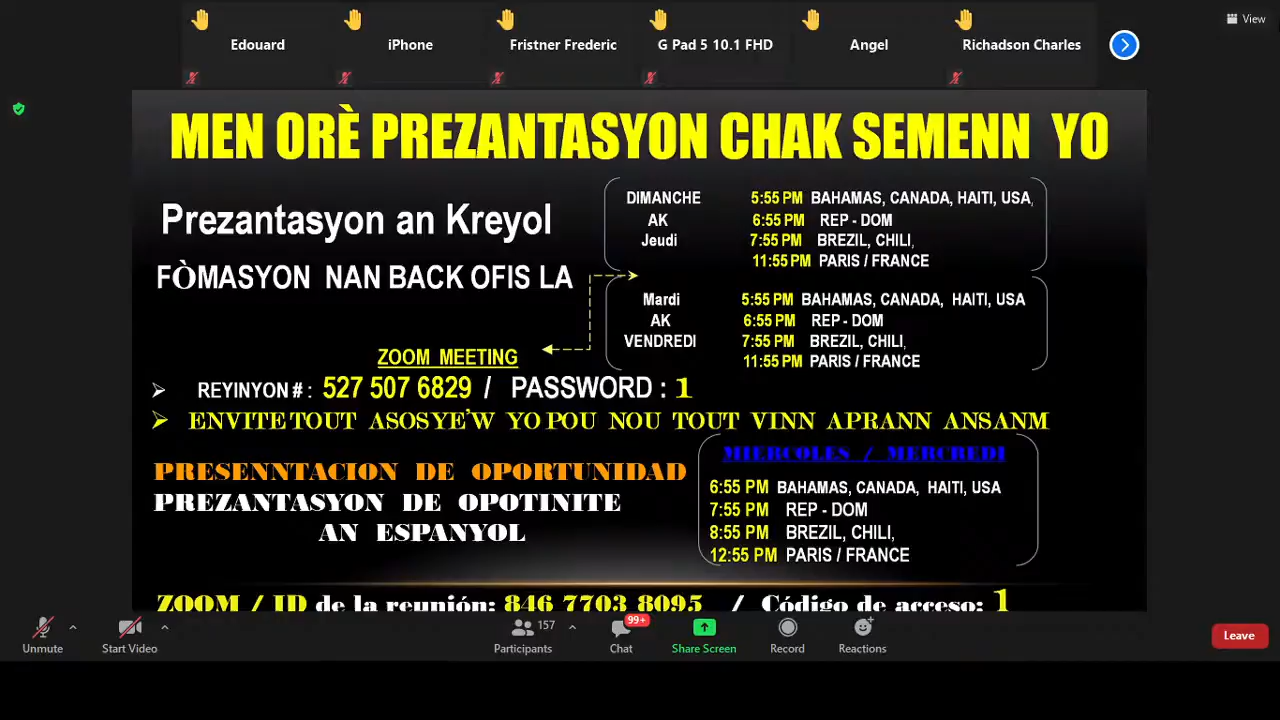 View
Edouard
iPhone
Fristner Frederic
G Pad 5 10.1 FHD
Angel
Richadson Charles
MEN ORÈ PREZANTASYON CHAK SEMENN YO
Prezantasyon an Kreyol
DIMANCHE 5:55 PM BAHAMAS, CANADA, HAITI, USA,
AK 6:55 PM REP - DOM
Jeudi 7:55 PM BREZIL, CHILI,
11:55 PM PARIS / FRANCE
FÒMASYON NAN BACK OFIS LA
Mardi 5:55 PM BAHAMAS, CANADA, HAITI, USA
AK 6:55 PM REP - DOM
VENDREDI 7:55 PM BREZIL, CHILI,
11:55 PM PARIS / FRANCE
ZOOM MEETING
REYINYON # : 527 507 6829 / PASSWORD : 1
ENVITE TOUT ASOSYE'W YO POU NOU TOUT VINN APRANN ANSANM
PRESENNTACION DE OPORTUNIDAD
PREZANTASYON DE OPOTINITE
AN ESPANYOL
MIERCOLES / MERCREDI
6:55 PM BAHAMAS, CANADA, HAITI, USA
7:55 PM REP - DOM
8:55 PM BREZIL, CHILI,
12:55 PM PARIS / FRANCE
ZOOM / ID de la reunión: 846 7703 8095 / Código de acceso: 1
Unmute
Start Video
157
Participants
99+
Chat
Share Screen
Record
Reactions
Leave